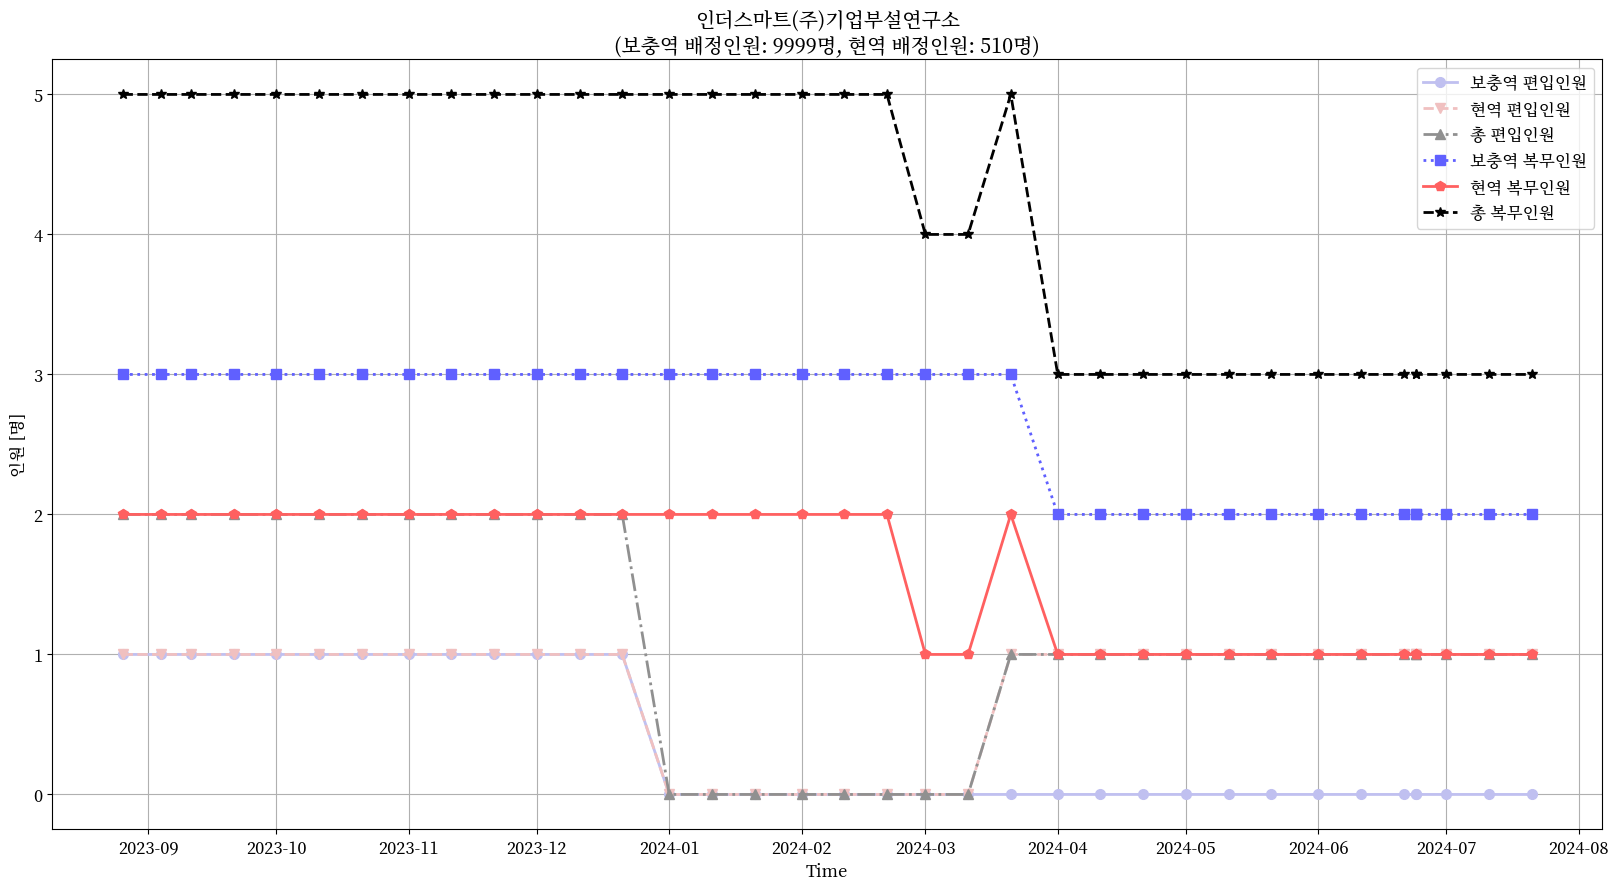 인더스마트(주)기업부설연구소
(보충역 배정인원: 9999명, 현역 배정인원: 510명)
보충역 편입인원
현역 편입인원
총 편입인원
보충역 복무인원
현역 복무인원
총 복무인원
인원 [명]
5
4
3
2
1
0
2023-09
2023-10
2023-11
2023-12
2024-01
2024-02
2024-03
2024-04
2024-05
2024-06
2024-07
2024-08
Time